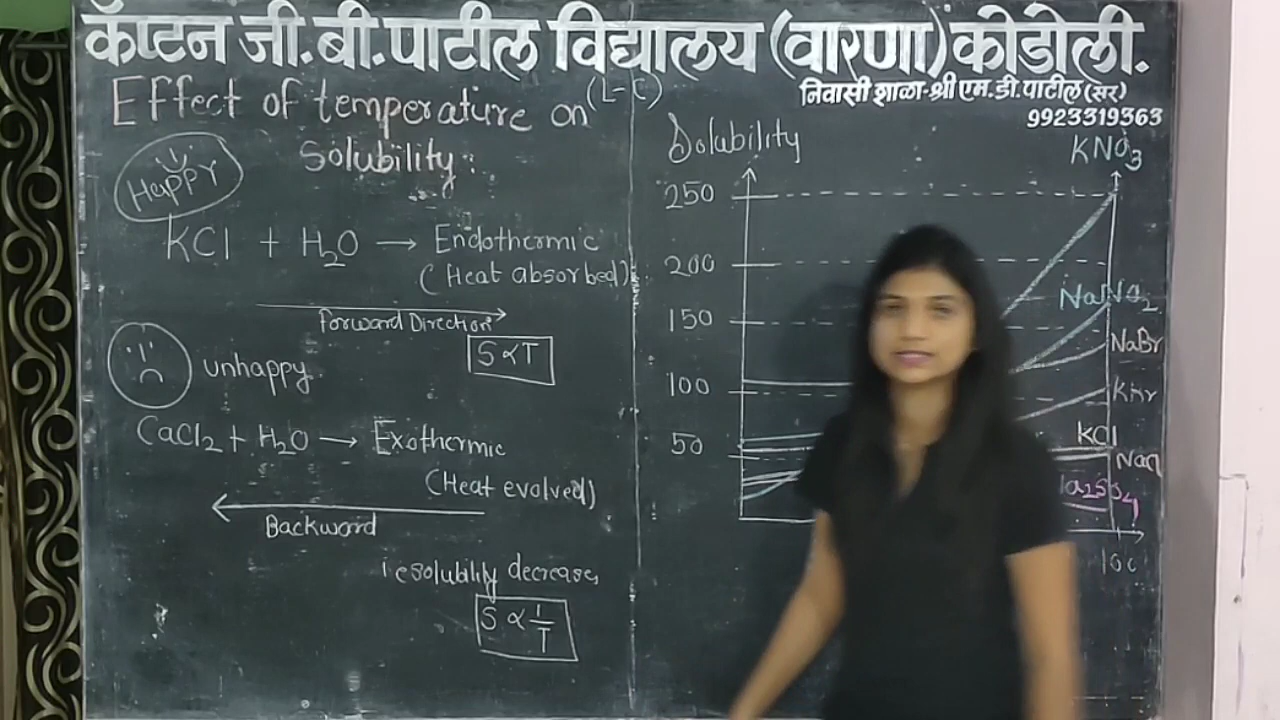 कॅप्टन जी.बी.पाटील विद्यालय (वारणा) कोडोली.
निवासी शाळा-श्री एम.डी.पाटील (सर)
9923319363
Effect of temperature on (L-C)
Solubility:
Happy
KCl + H2O → Endothermic
(Heat absorbed)
Forward Direction
S ∝ T
unhappy
CaCl2 + H2O → Exothermic
(Heat evolved)
Backward
i e solubility decrease,
S ∝ 1/T
Solubility
KNO3
250
200
150
100
50
NaNO2
NaBr
KBr
KCl
SO4
100